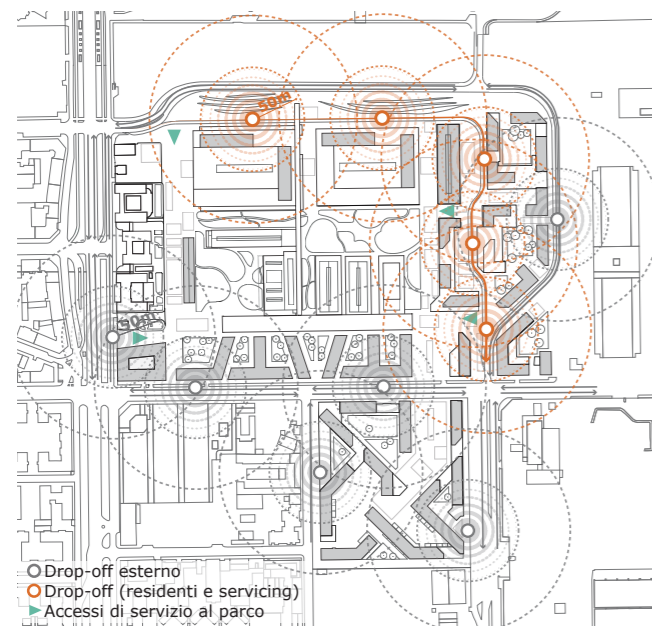 50m
50m
Drop-off esterno
Drop-off (residenti e servicing)
Accessi di servizio al parco